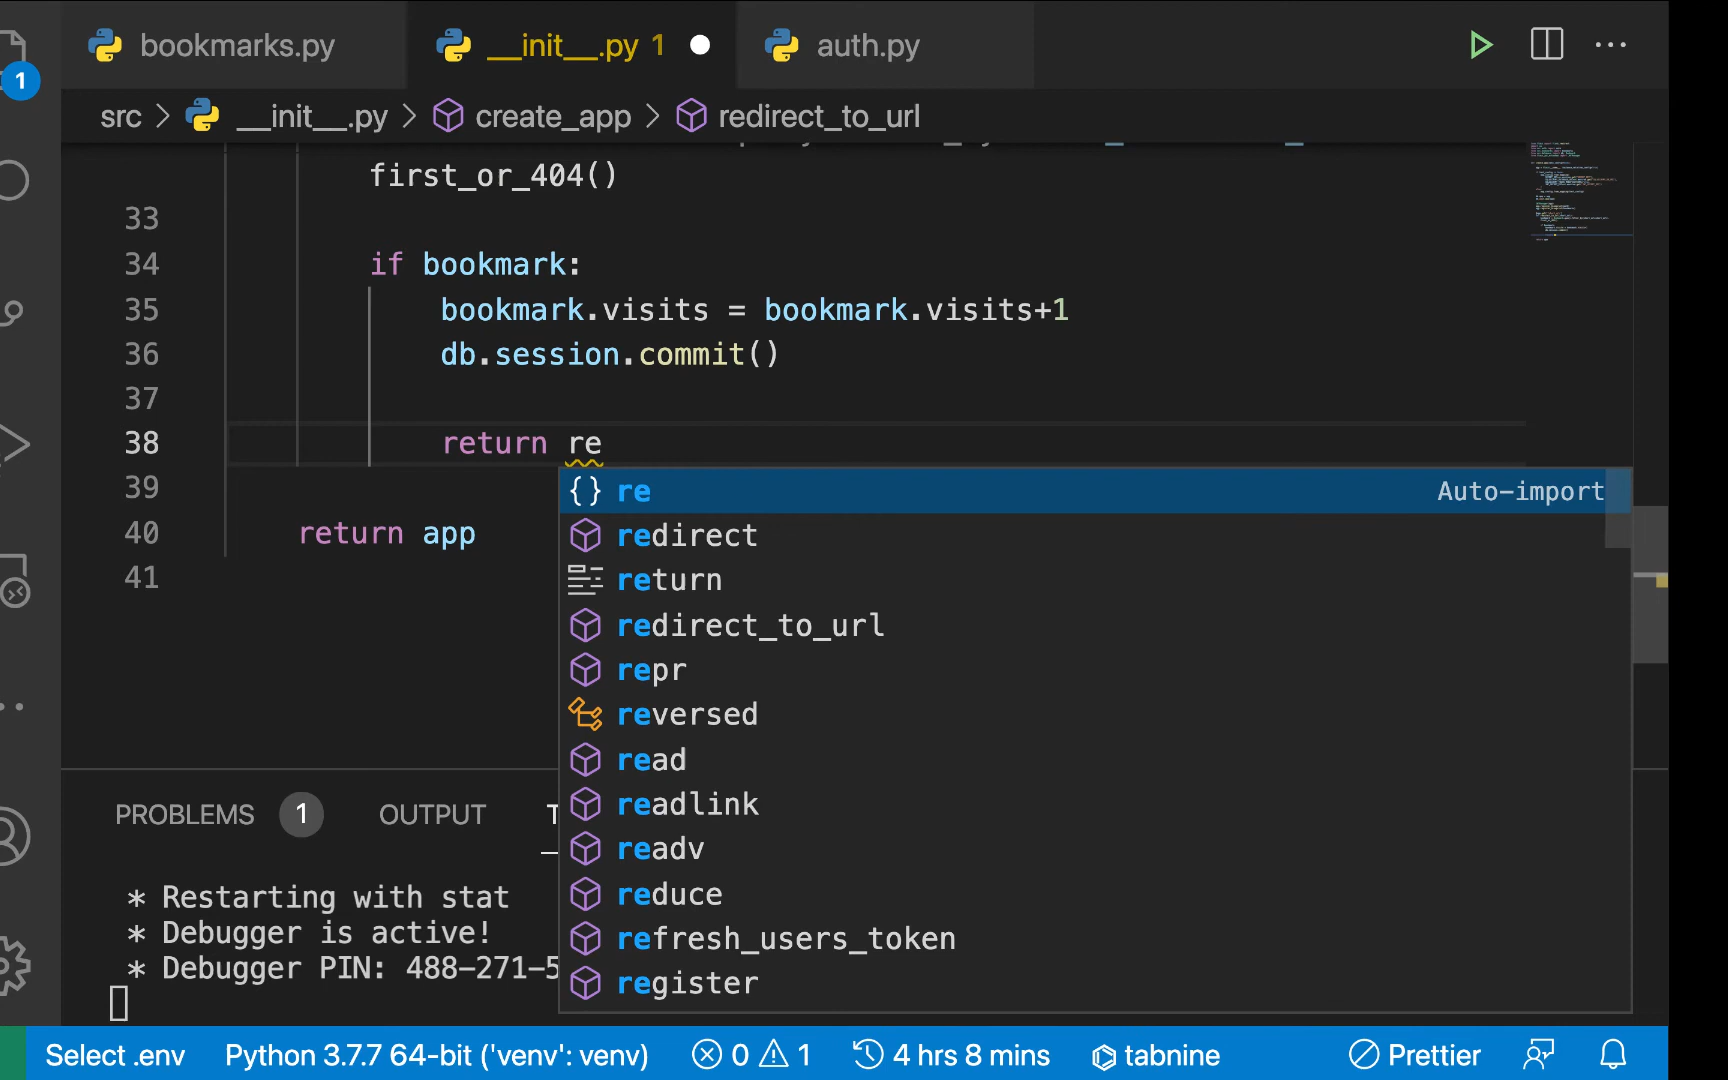 bookmarks.py
__init__.py 1
auth.py
1
src > __init__.py > create_app > redirect_to_url
first_or_404()
33
34 if bookmark:
35 bookmark.visits = bookmark.visits+1
36 db.session.commit()
37
38 return re
39
40 return app
41
{} re Auto-import
redirect
return
redirect_to_url
repr
reversed
read
readlink
readv
reduce
refresh_users_token
register
PROBLEMS 1 OUTPUT T
* Restarting with stat
* Debugger is active!
* Debugger PIN: 488-271-5
Select .env Python 3.7.7 64-bit ('venv': venv) 0 1 4 hrs 8 mins tabnine Prettier